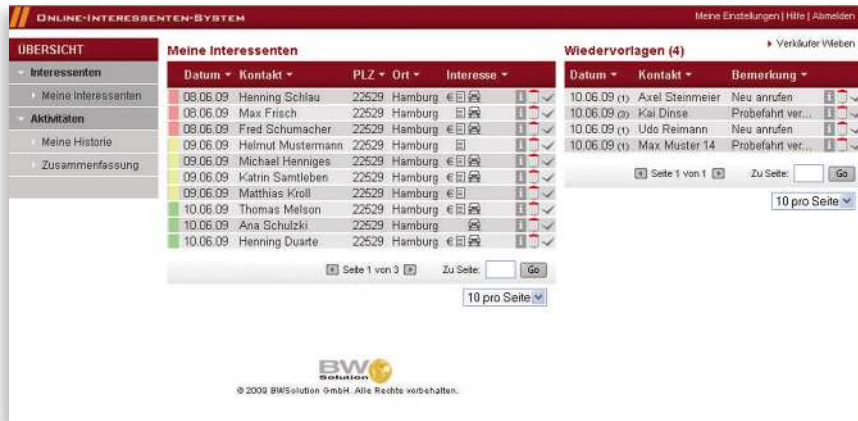 ONLINE-INTERESSENTEN-SYSTEM
Meine Einstellungen | Hilfe | Abmelden
ÜBERSICHT
Interessenten
Meine Interessenten
Aktivitäten
Meine Historie
Zusammenfassung
Meine Interessenten
Datum Kontakt PLZ Ort Interesse
08.06.09 Henning Schlau 22529 Hamburg €
08.06.09 Max Frisch 22529 Hamburg €
08.06.09 Fred Schumacher 22529 Hamburg €
09.06.09 Helmut Mustermann 22529 Hamburg
09.06.09 Michael Henniges 22529 Hamburg €
09.06.09 Katrin Samtleben 22529 Hamburg €
09.06.09 Matthias Kroll 22529 Hamburg €
10.06.09 Thomas Melson 22529 Hamburg €
10.06.09 Ana Schulzki 22529 Hamburg
10.06.09 Henning Duarte 22529 Hamburg €
Seite 1 von 3 Zu Seite: Go
10 pro Seite
Verkäufer Wieben
Wiedervorlagen (4)
Datum Kontakt Bemerkung
10.06.09 (1) Axel Steinmeier Neu anrufen
10.06.09 Kai Dinse Probefahrt ver...
10.06.09 (1) Udo Reimann Neu anrufen
10.06.09 (1) Max Muster 14 Probefahrt ver...
Seite 1 von 1 Zu Seite: Go
10 pro Seite
BW
Solution
© 2009 BWSolution GmbH. Alle Rechte vorbehalten.